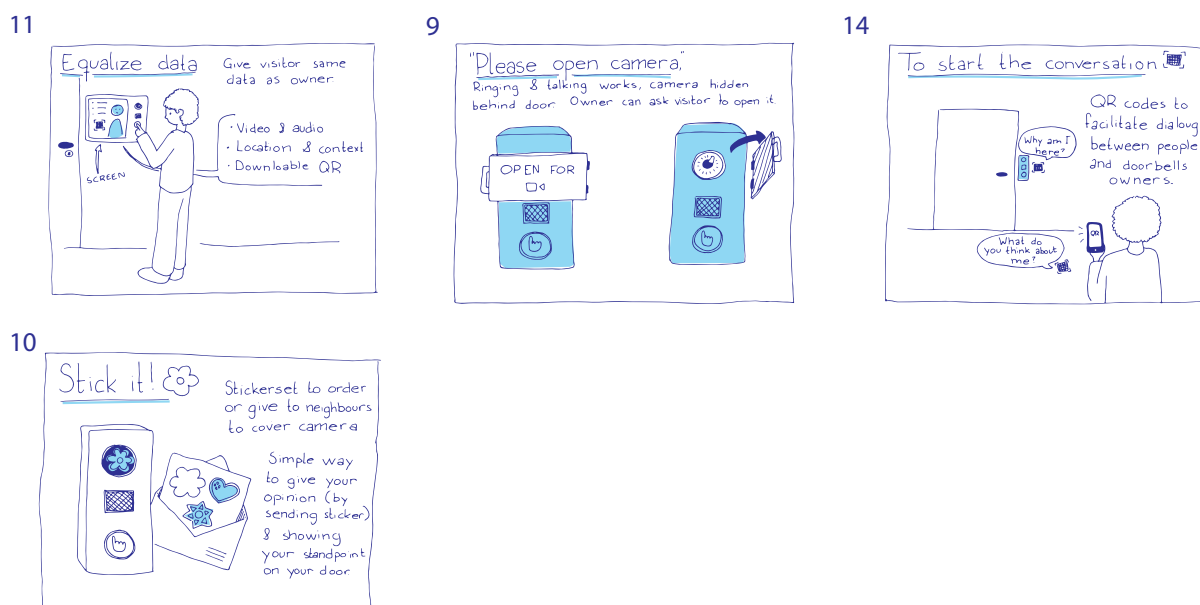 11
Equalize data
Give visitor same
data as owner
· Video & audio
· Location & context
· Downloable QR
SCREEN
9
"Please open camera"
Ringing & talking works, camera hidden
behind door. Owner can ask visitor to open it.
OPEN FOR
14
To start the conversation
QR codes to
facilitate dialoug
between people
and doorbells
owners.
Why am I
here?
What do
you think about
me?
QR
10
Stick it!
Stickerset to order
or give to neighbours
to cover camera
Simple way
to give your
opinion (by
sending sticker)
& showing
your standpoint
on your door